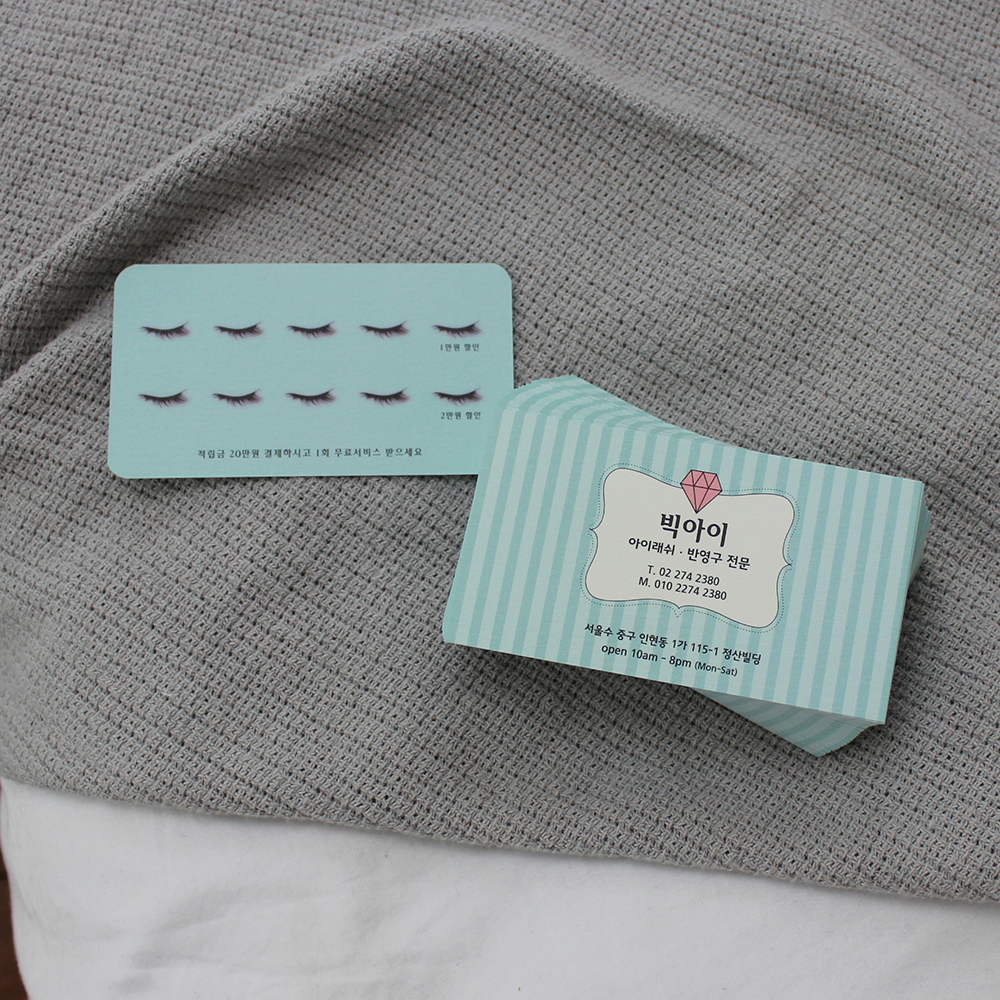 1만원 할인
2만원 할인
적립금 20만원 결제하시고 1회 무료서비스 받으세요
빅아이
아이래쉬 · 반영구 전문
T. 02 274 2380
M. 010 2274 2380
서울수 중구 인현동 1가 115-1 정산빌딩
open 10am - 8pm (Mon-Sat)